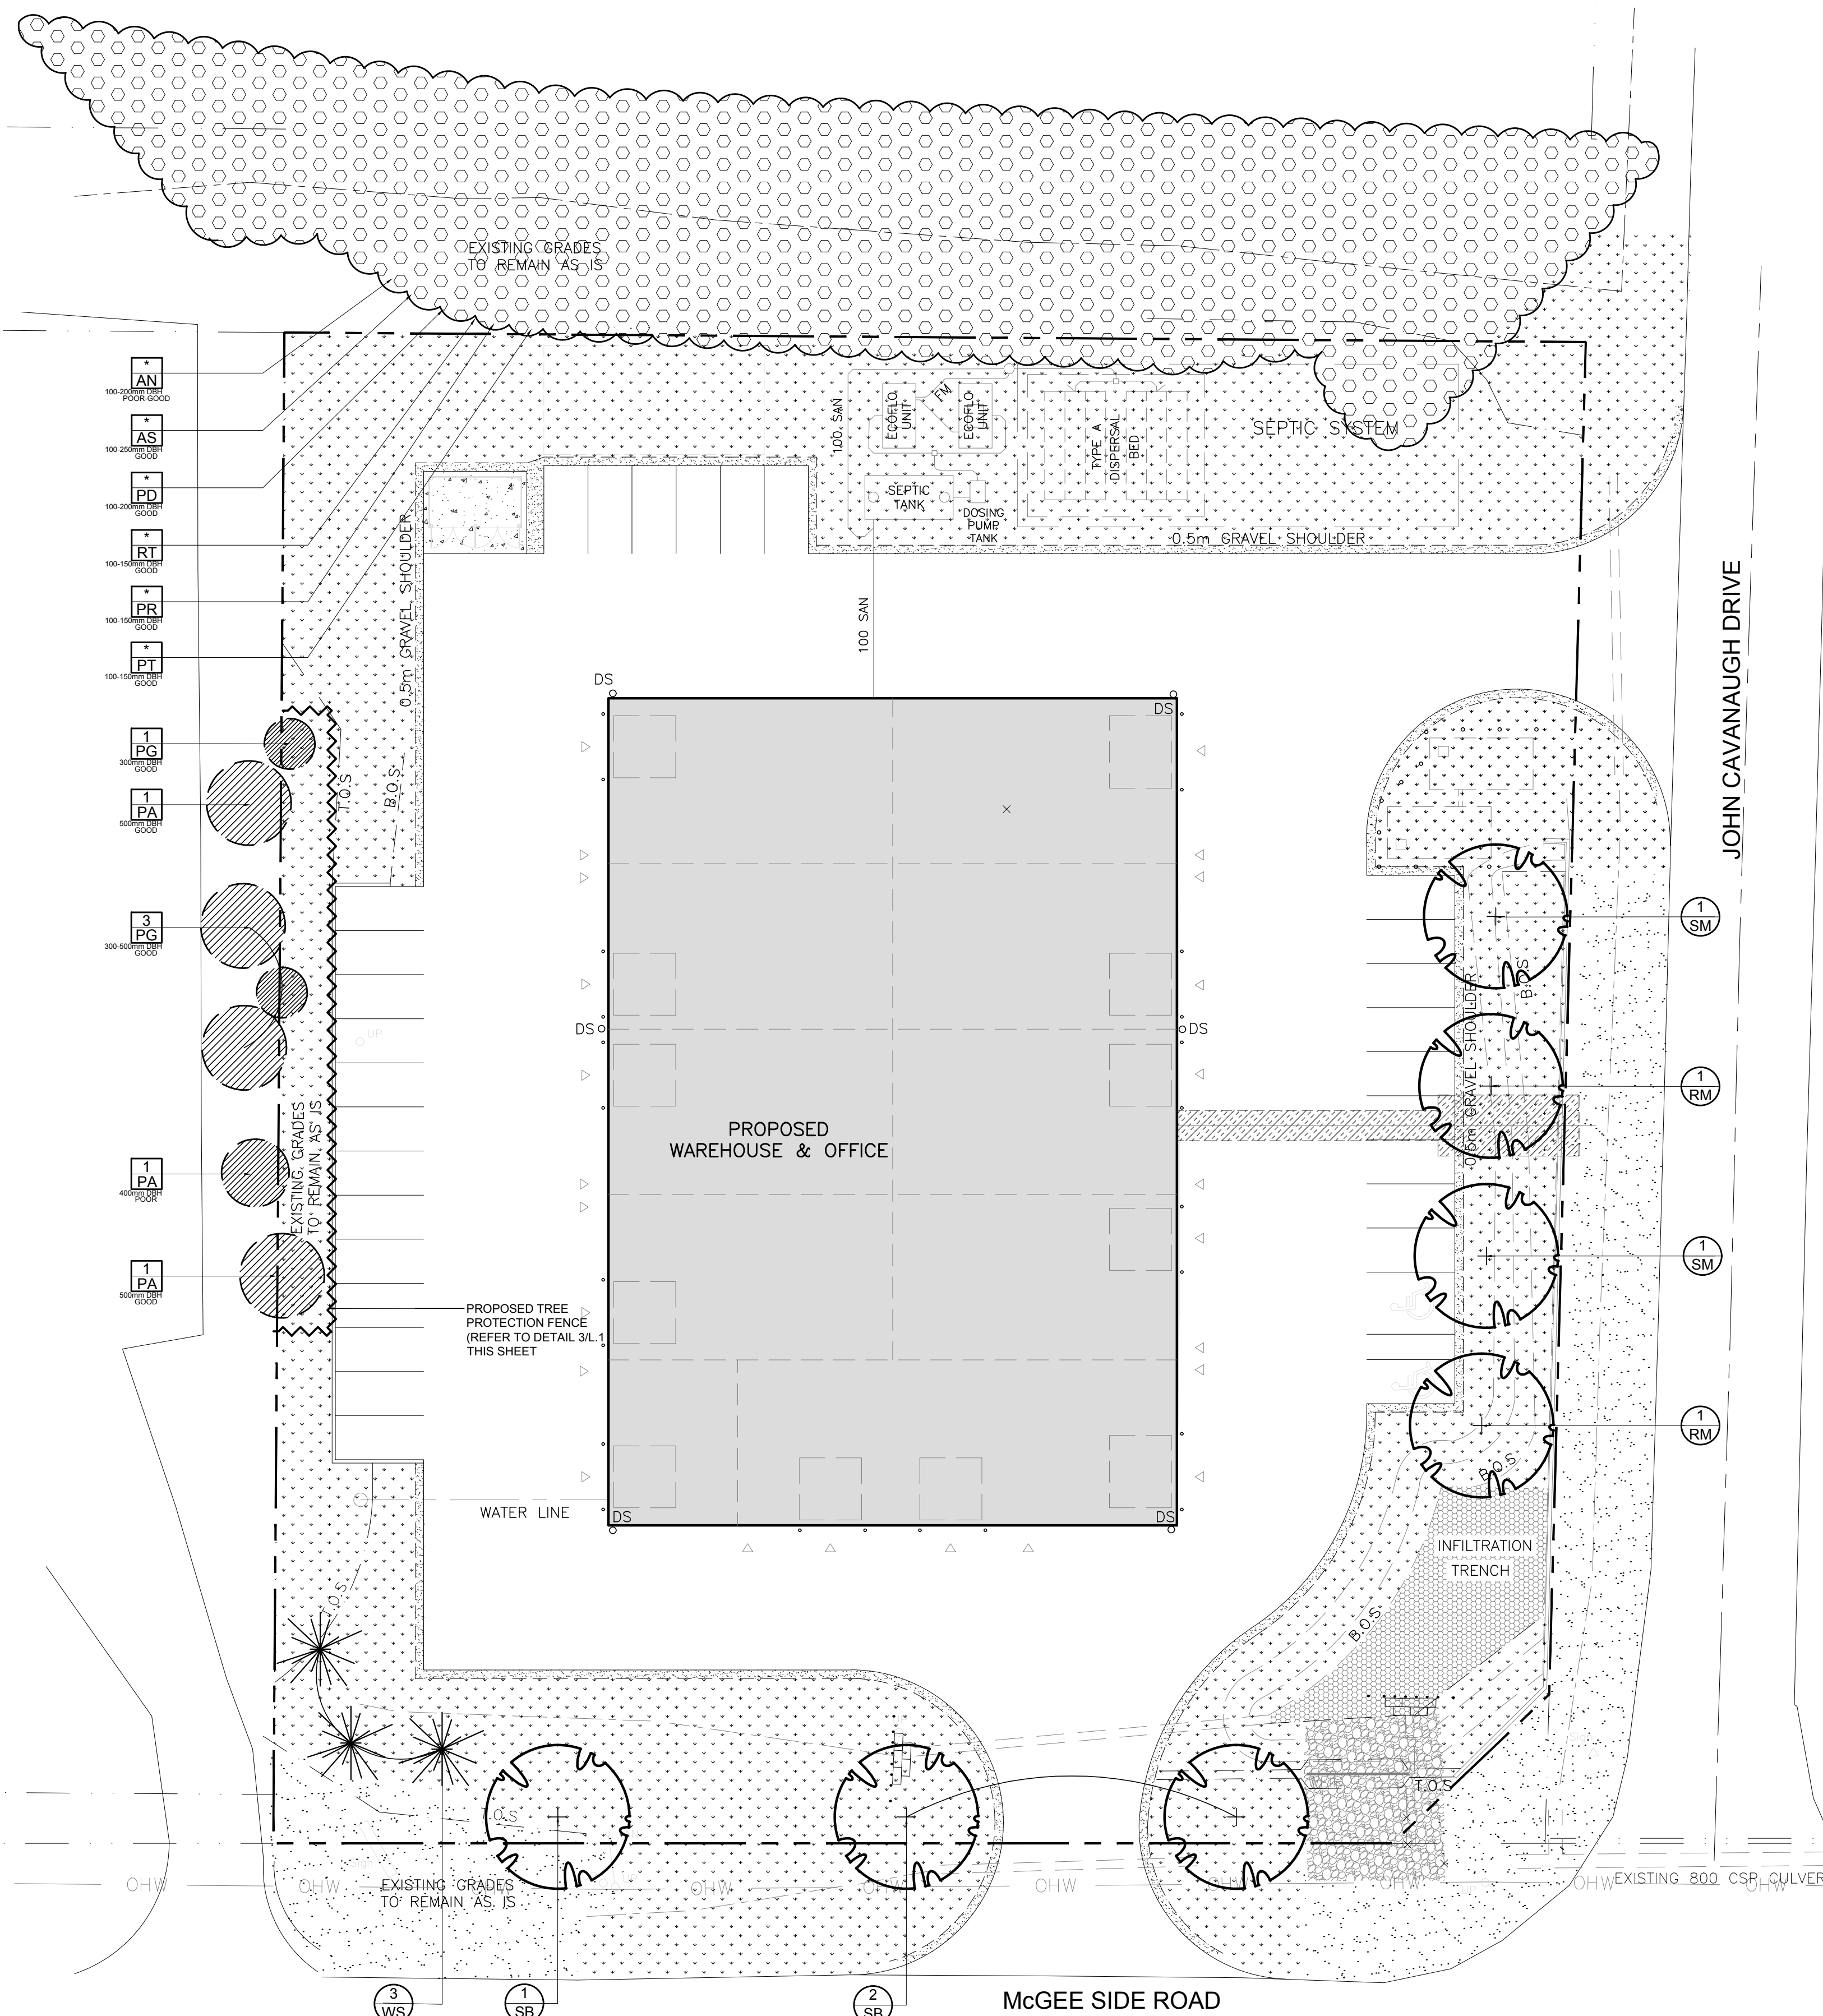 EXISTING GRADES
TO REMAIN AS IS
*
AN
100-200mm DBH
POOR-GOOD
*
AS
100-250mm DBH
GOOD
*
PD
100-200mm DBH
GOOD
*
RT
100-150mm DBH
GOOD
*
PR
100-150mm DBH
GOOD
*
PT
100-150mm DBH
GOOD
1
PG
300mm DBH
GOOD
1
PA
500mm DBH
GOOD
3
PG
300-500mm DBH
GOOD
1
PA
400mm DBH
POOR
1
PA
500mm DBH
GOOD
100 SAN
ECOFLO
UNIT
FM
ECOFLO
UNIT
SEPTIC
TANK
DOSING
PUMP
TANK
TYPE A
DISPERSAL
BED
SEPTIC SYSTEM
0.5m GRAVEL SHOULDER
0.5m GRAVEL SHOULDER
100 SAN
JOHN CAVANAUGH DRIVE
DS
DS
T.O.S
B.O.S
UP
DS
DS
EXISTING GRADES
TO REMAIN AS IS
PROPOSED
WAREHOUSE & OFFICE
PROPOSED TREE
PROTECTION FENCE
(REFER TO DETAIL 3/L.1
THIS SHEET
1
SM
B.O.S
0.5m GRAVEL SHOULDER
1
RM
1
SM
1
RM
B.O.S
WATER LINE
DS
DS
INFILTRATION
TRENCH
B.O.S
T.O.S
T.O.S
T.O.S
EXISTING GRADES
TO REMAIN AS IS
OHW
OHW
OHW
OHW
OHW
OHW
OHW
OHW
OHW
OHW
EXISTING 800 CSP CULVER
3
WS
1
SB
2
SB
McGEE SIDE ROAD